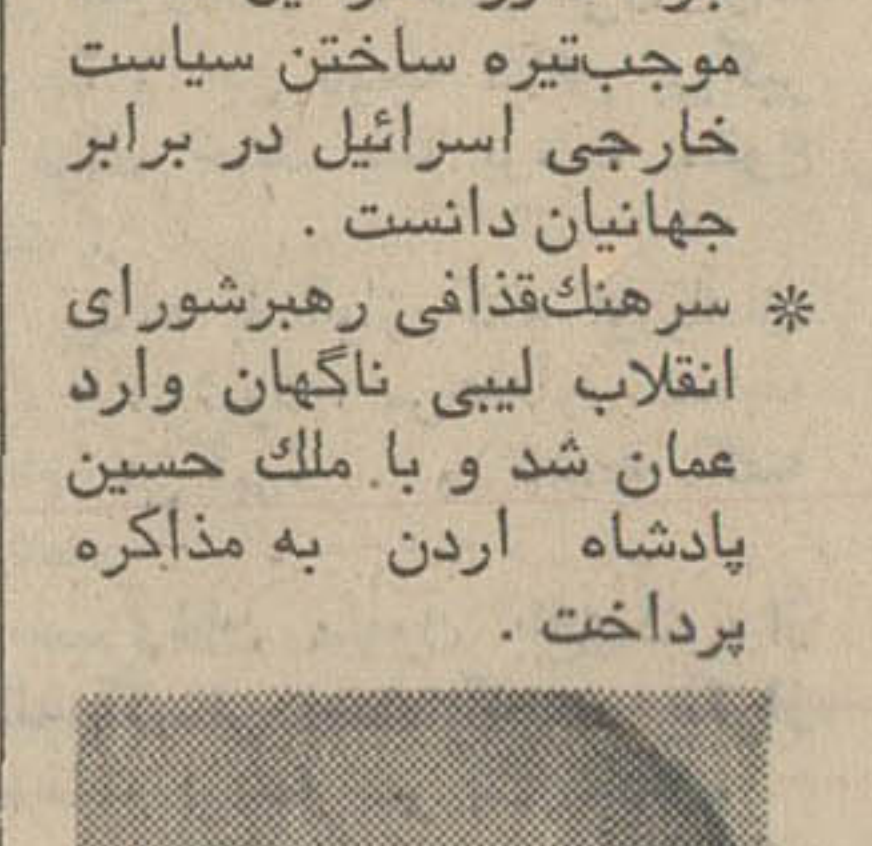 موجب‌تیره ساختن سیاست
خارجی اسرائیل در برابر
جهانیان دانست .
* سرهنك‌قذافی رهبرشورای
انقلاب لیبی ناگهان وارد
عمان شد و با ملك حسین
پادشاه اردن به مذاکره
پرداخت .